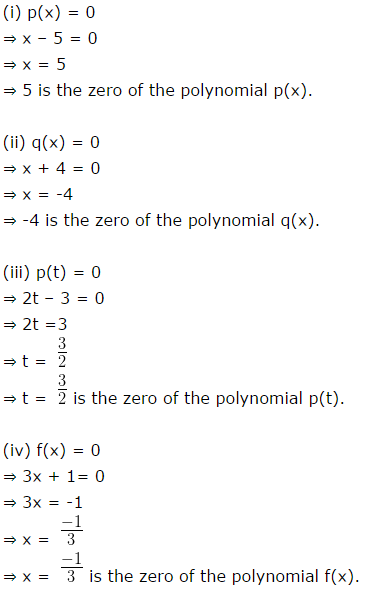 (i) p(x) = 0
⇒ x – 5 = 0
⇒ x = 5
⇒ 5 is the zero of the polynomial p(x).
(ii) q(x) = 0
⇒ x + 4 = 0
⇒ x = -4
⇒ -4 is the zero of the polynomial q(x).
(iii) p(t) = 0
⇒ 2t – 3 = 0
⇒ 2t =3
⇒ t = 3/2
⇒ t = 3/2 is the zero of the polynomial p(t).
(iv) f(x) = 0
⇒ 3x + 1= 0
⇒ 3x = -1
⇒ x = −1/3
⇒ x = −1/3 is the zero of the polynomial f(x).